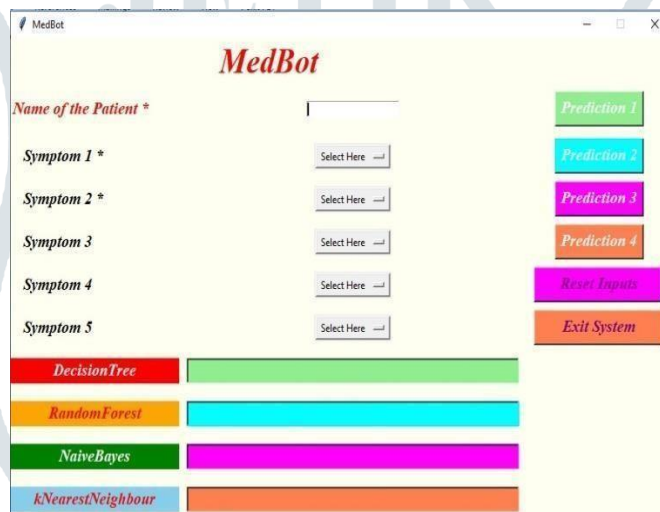 MedBot
MedBot
Name of the Patient *
Prediction 1
Symptom 1 *
Select Here
Prediction 2
Symptom 2 *
Select Here
Prediction 3
Symptom 3
Select Here
Prediction 4
Symptom 4
Select Here
Reset Inputs
Symptom 5
Select Here
Exit System
DecisionTree
RandomForest
NaiveBayes
kNearestNeighbour